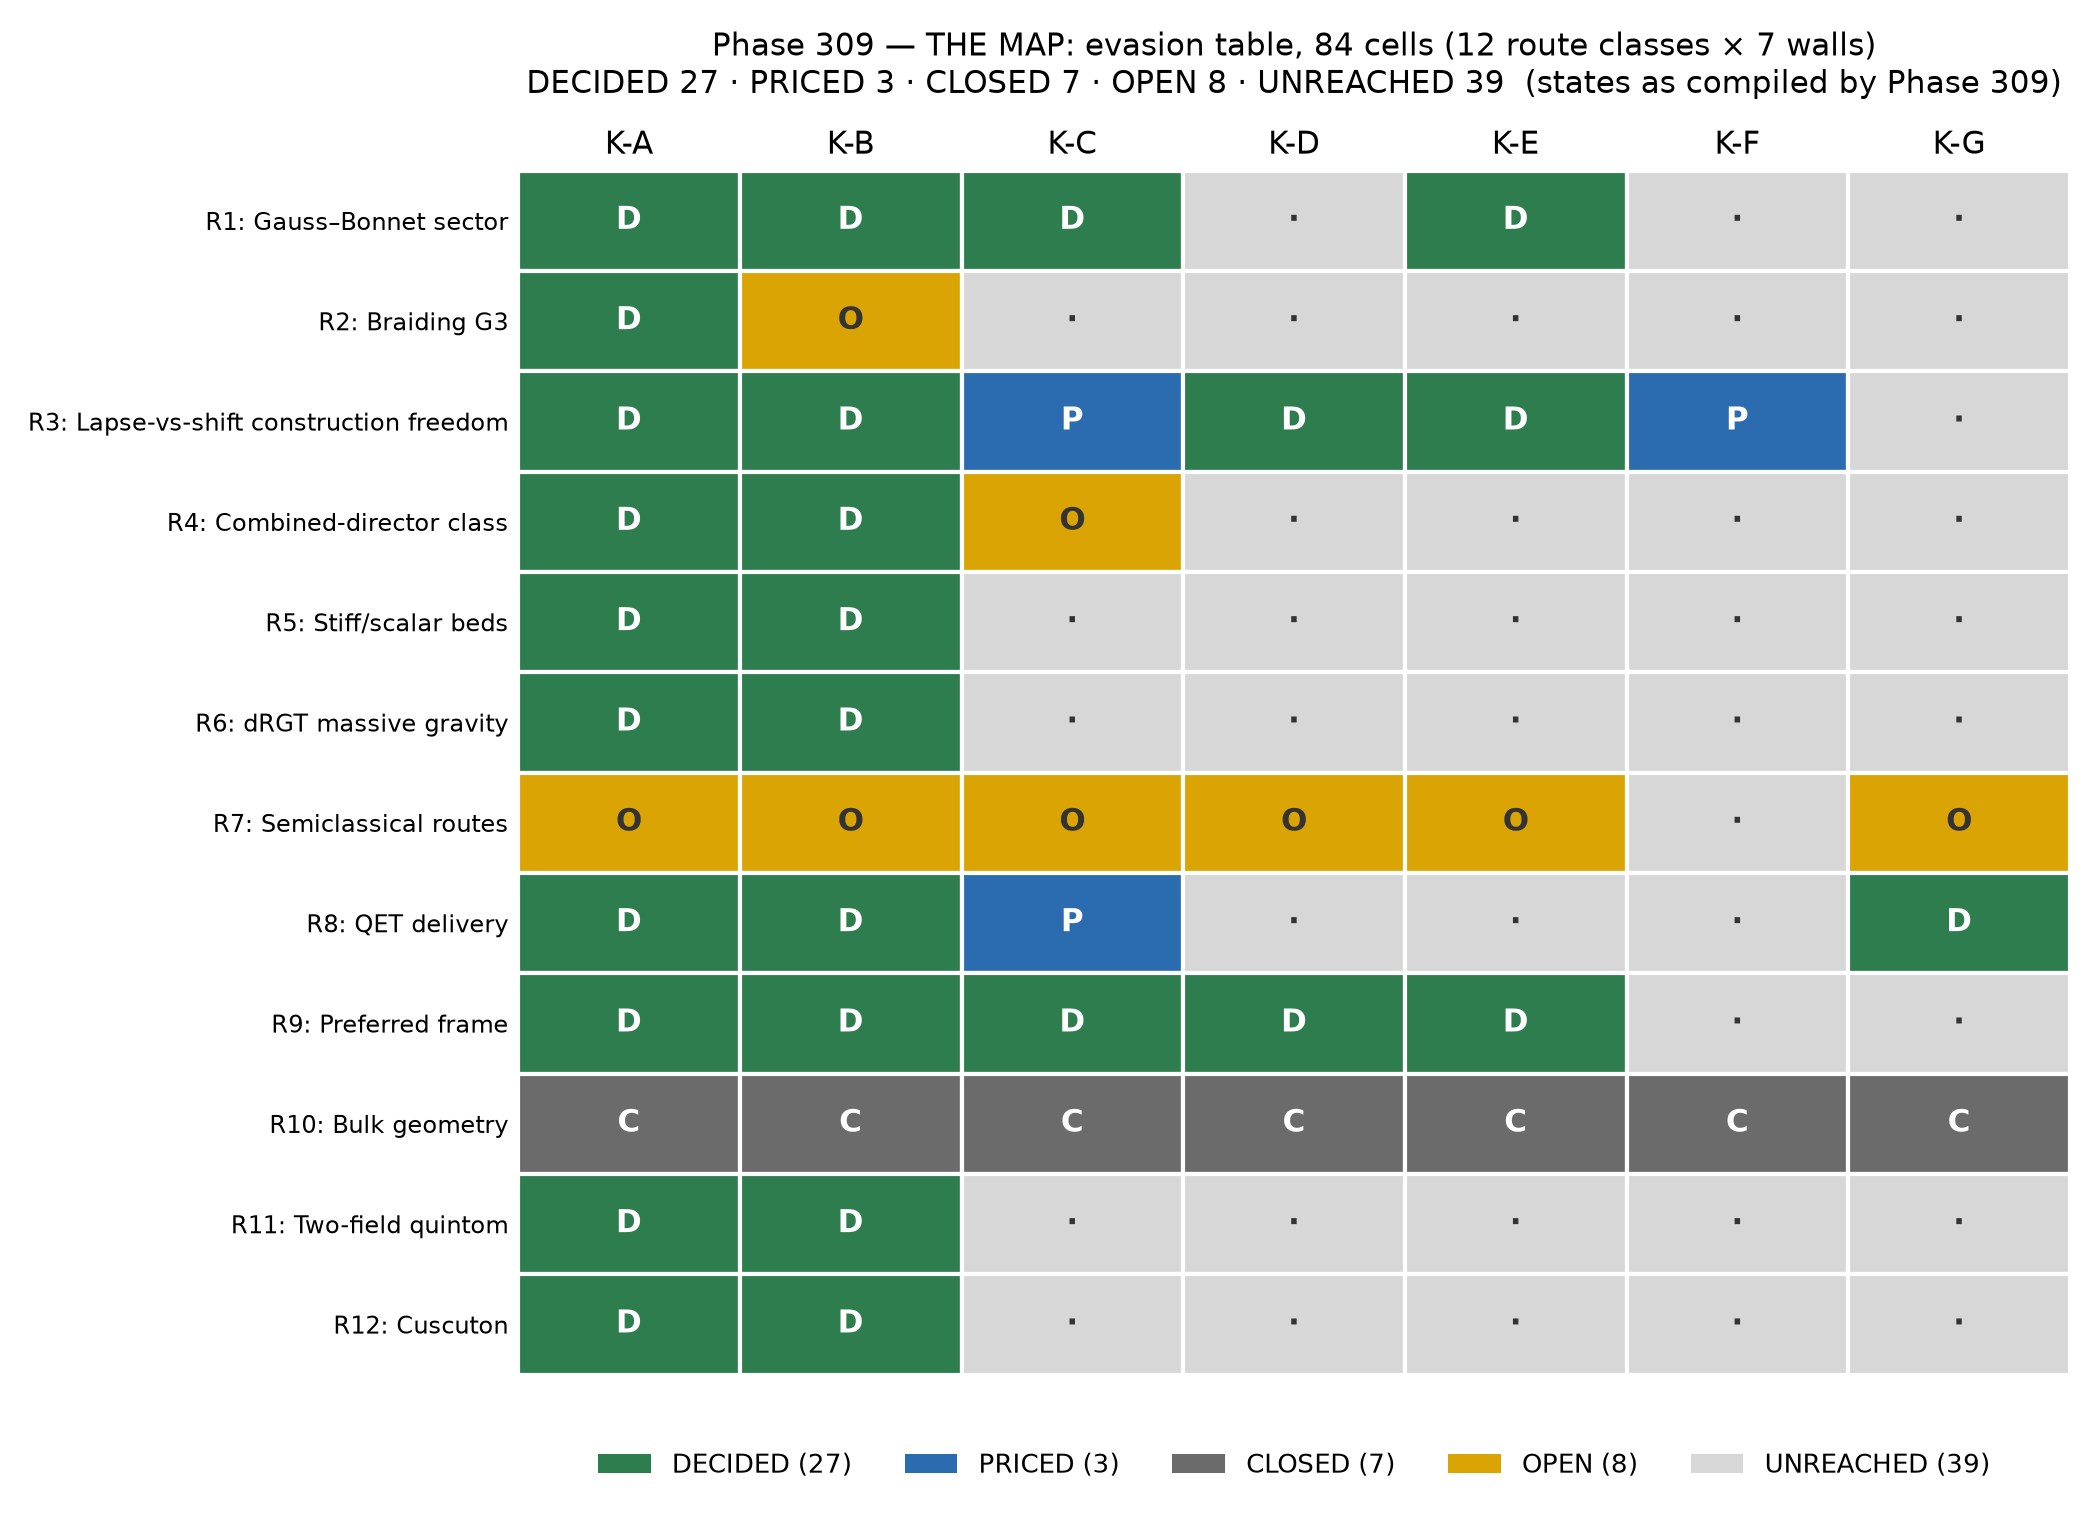 Phase 309 — THE MAP: evasion table, 84 cells (12 route classes × 7 walls)
DECIDED 27 · PRICED 3 · CLOSED 7 · OPEN 8 · UNREACHED 39 (states as compiled by Phase 309)
K-A K-B K-C K-D K-E K-F K-G
R1: Gauss–Bonnet sector D D D · D · ·
R2: Braiding G3 D O · · · · ·
R3: Lapse-vs-shift construction freedom D D P D D P ·
R4: Combined-director class D D O · · · ·
R5: Stiff/scalar beds D D · · · · ·
R6: dRGT massive gravity D D · · · · ·
R7: Semiclassical routes O O O O O · O
R8: QET delivery D D P · · · D
R9: Preferred frame D D D D D · ·
R10: Bulk geometry C C C C C C C
R11: Two-field quintom D D · · · · ·
R12: Cuscuton D D · · · · ·
DECIDED (27) PRICED (3) CLOSED (7) OPEN (8) UNREACHED (39)